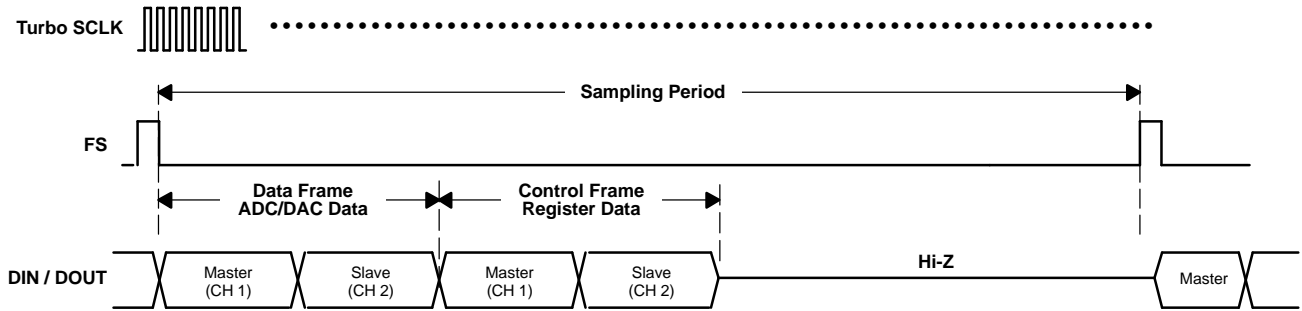 Turbo SCLK
Sampling Period
FS
Data Frame
ADC/DAC Data
Control Frame
Register Data
DIN / DOUT
Master
(CH 1)
Slave
(CH 2)
Master
(CH 1)
Slave
(CH 2)
Hi-Z
Master